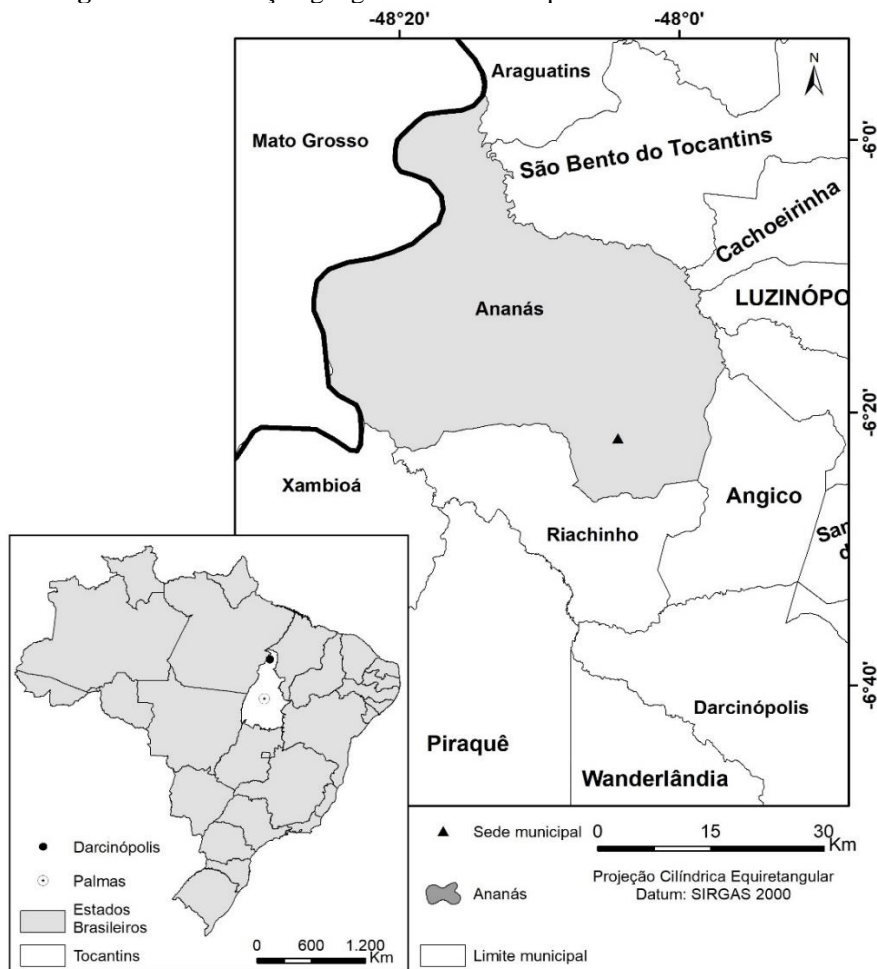 -48°20'
-48°0'
Araguatins
N
Mato Grosso
-6°0'
São Bento do Tocantins
Cachoeirinha
LUZINÓPO
Ananás
-6°20'
Xambioá
Angico
Riachinho
San
d
-6°40'
Darcinópolis
Piraquê
Wanderlândia
Darcinópolis
Palmas
Estados
Brasileiros
Tocantins
0 600 1.200
Km
Sede municipal
0 15 30
Km
Projeção Cilíndrica Equiretangular
Datum: SIRGAS 2000
Ananás
Limite municipal